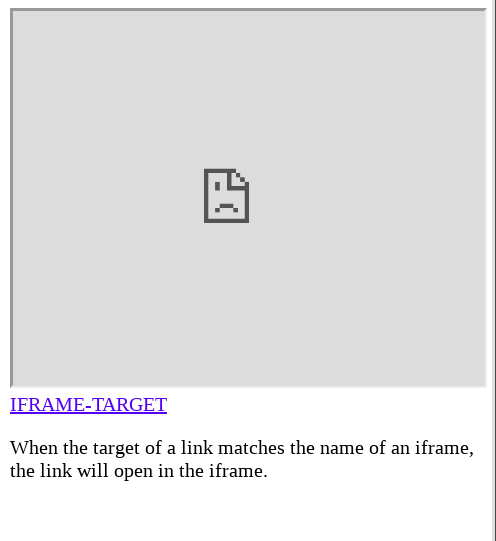 IFRAME-TARGET
When the target of a link matches the name of an iframe,
the link will open in the iframe.